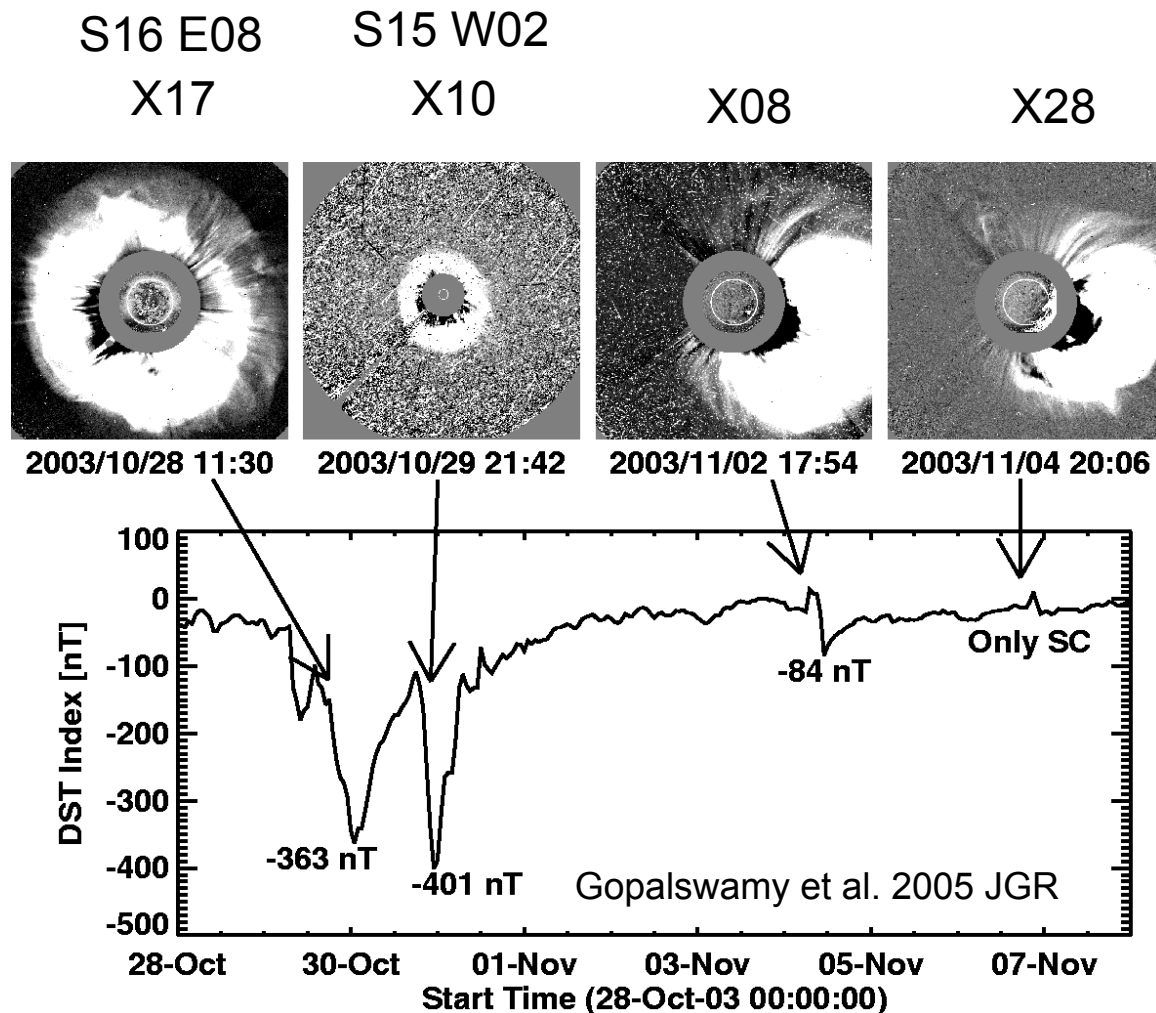 S16 E08
S15 W02
X17
X10
X08
X28
2003/10/28 11:30
2003/10/29 21:42
2003/11/02 17:54
2003/11/04 20:06
DST Index [nT]
100
0
-100
-200
-300
-400
-500
-363 nT
-401 nT
-84 nT
Only SC
Gopalswamy et al. 2005 JGR
28-Oct
30-Oct
01-Nov
03-Nov
05-Nov
07-Nov
Start Time (28-Oct-03 00:00:00)